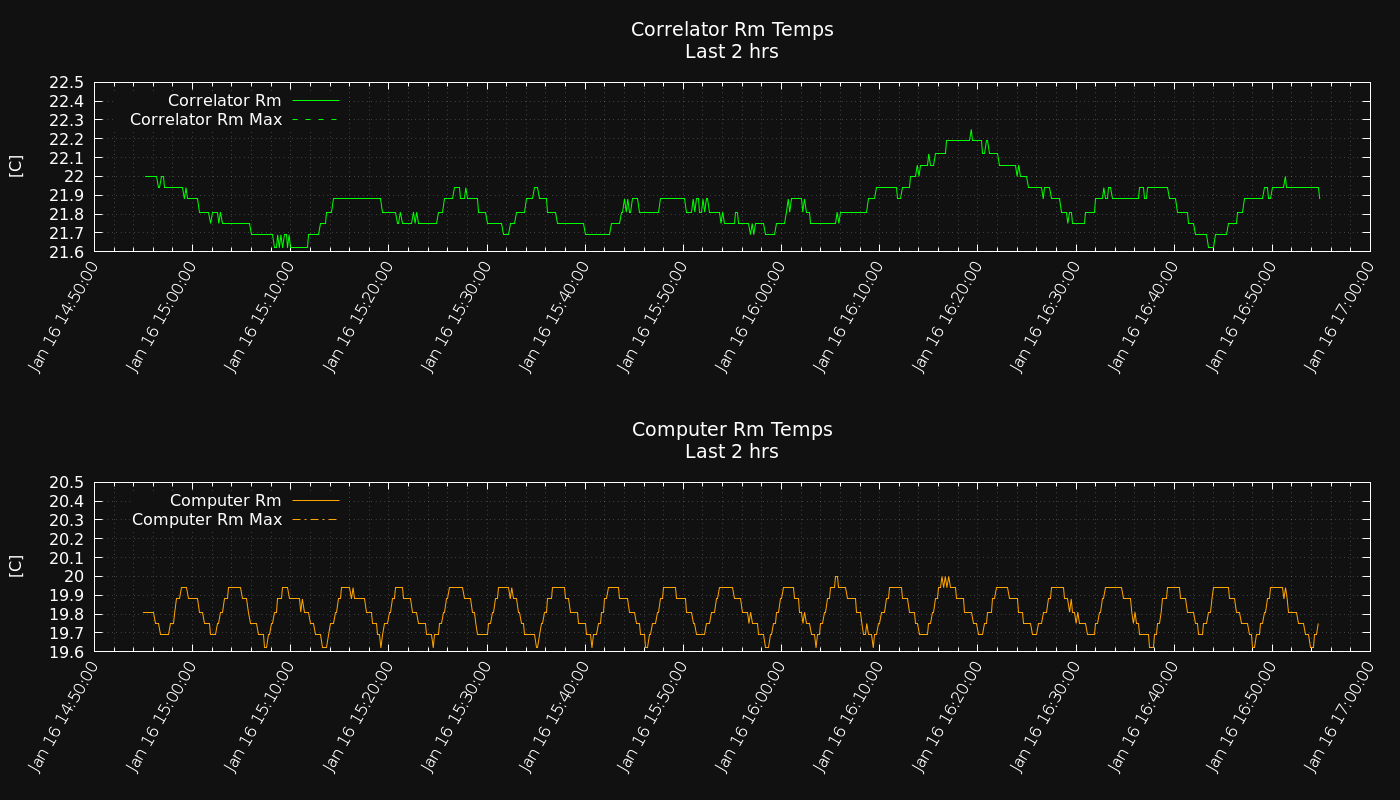 Correlator Rm Temps
Last 2 hrs
22.5
22.4
22.3
22.2
22.1
22
21.9
21.8
21.7
21.6
[C]
Correlator Rm
Correlator Rm Max
Jan 16 14:50:00
Jan 16 15:00:00
Jan 16 15:10:00
Jan 16 15:20:00
Jan 16 15:30:00
Jan 16 15:40:00
Jan 16 15:50:00
Jan 16 16:00:00
Jan 16 16:10:00
Jan 16 16:20:00
Jan 16 16:30:00
Jan 16 16:40:00
Jan 16 16:50:00
Jan 16 17:00:00
Computer Rm Temps
Last 2 hrs
20.5
20.4
20.3
20.2
20.1
20
19.9
19.8
19.7
19.6
[C]
Computer Rm
Computer Rm Max
Jan 16 14:50:00
Jan 16 15:00:00
Jan 16 15:10:00
Jan 16 15:20:00
Jan 16 15:30:00
Jan 16 15:40:00
Jan 16 15:50:00
Jan 16 16:00:00
Jan 16 16:10:00
Jan 16 16:20:00
Jan 16 16:30:00
Jan 16 16:40:00
Jan 16 16:50:00
Jan 16 17:00:00